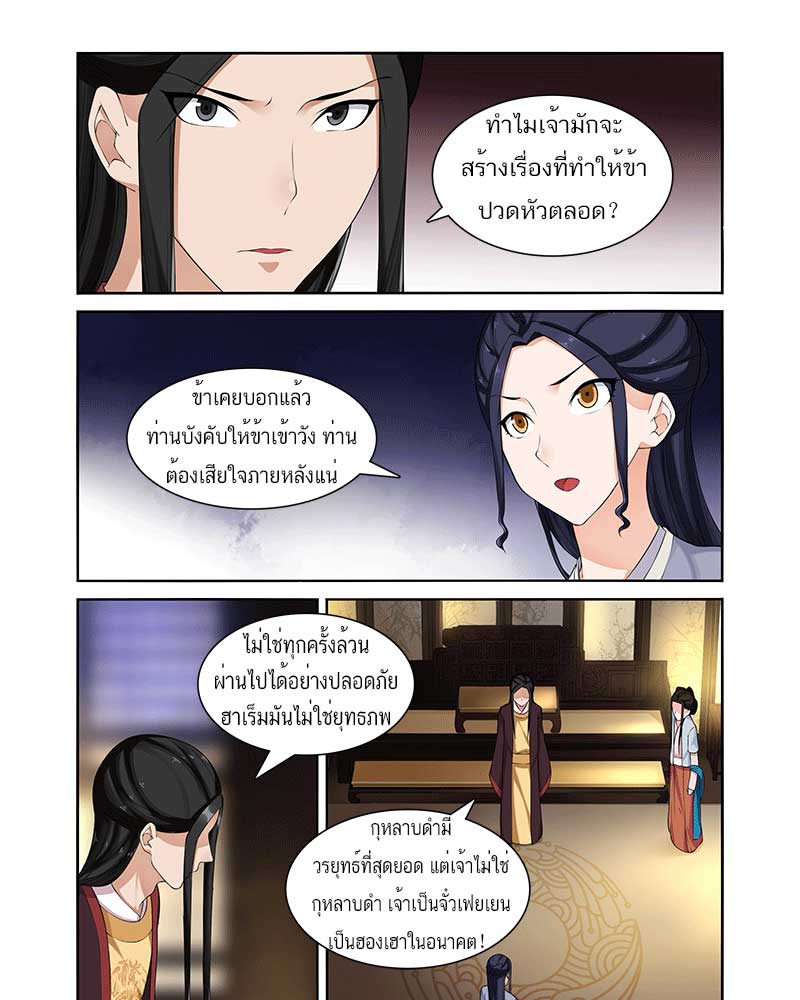 ทำไมเจ้ามักจะ
สร้างเรื่องที่ทำให้ข้า
ปวดหัวตลอด?
ข้าเคยบอกแล้ว
ท่านบังคับให้ข้าเข้าวัง ท่าน
ต้องเสียใจภายหลังแน่
ไม่ใช่ทุกครั้งล้วน
ผ่านไปได้อย่างปลอดภัย
ฮาเร็มมันไม่ใช่ยุทธภพ
กุหลาบดำมี
วรยุทธ์ที่สุดยอด แต่เจ้าไม่ใช่
กุหลาบดำ เจ้าเป็นจั๋วเฟยเยน
เป็นฮองเฮาในอนาคต!